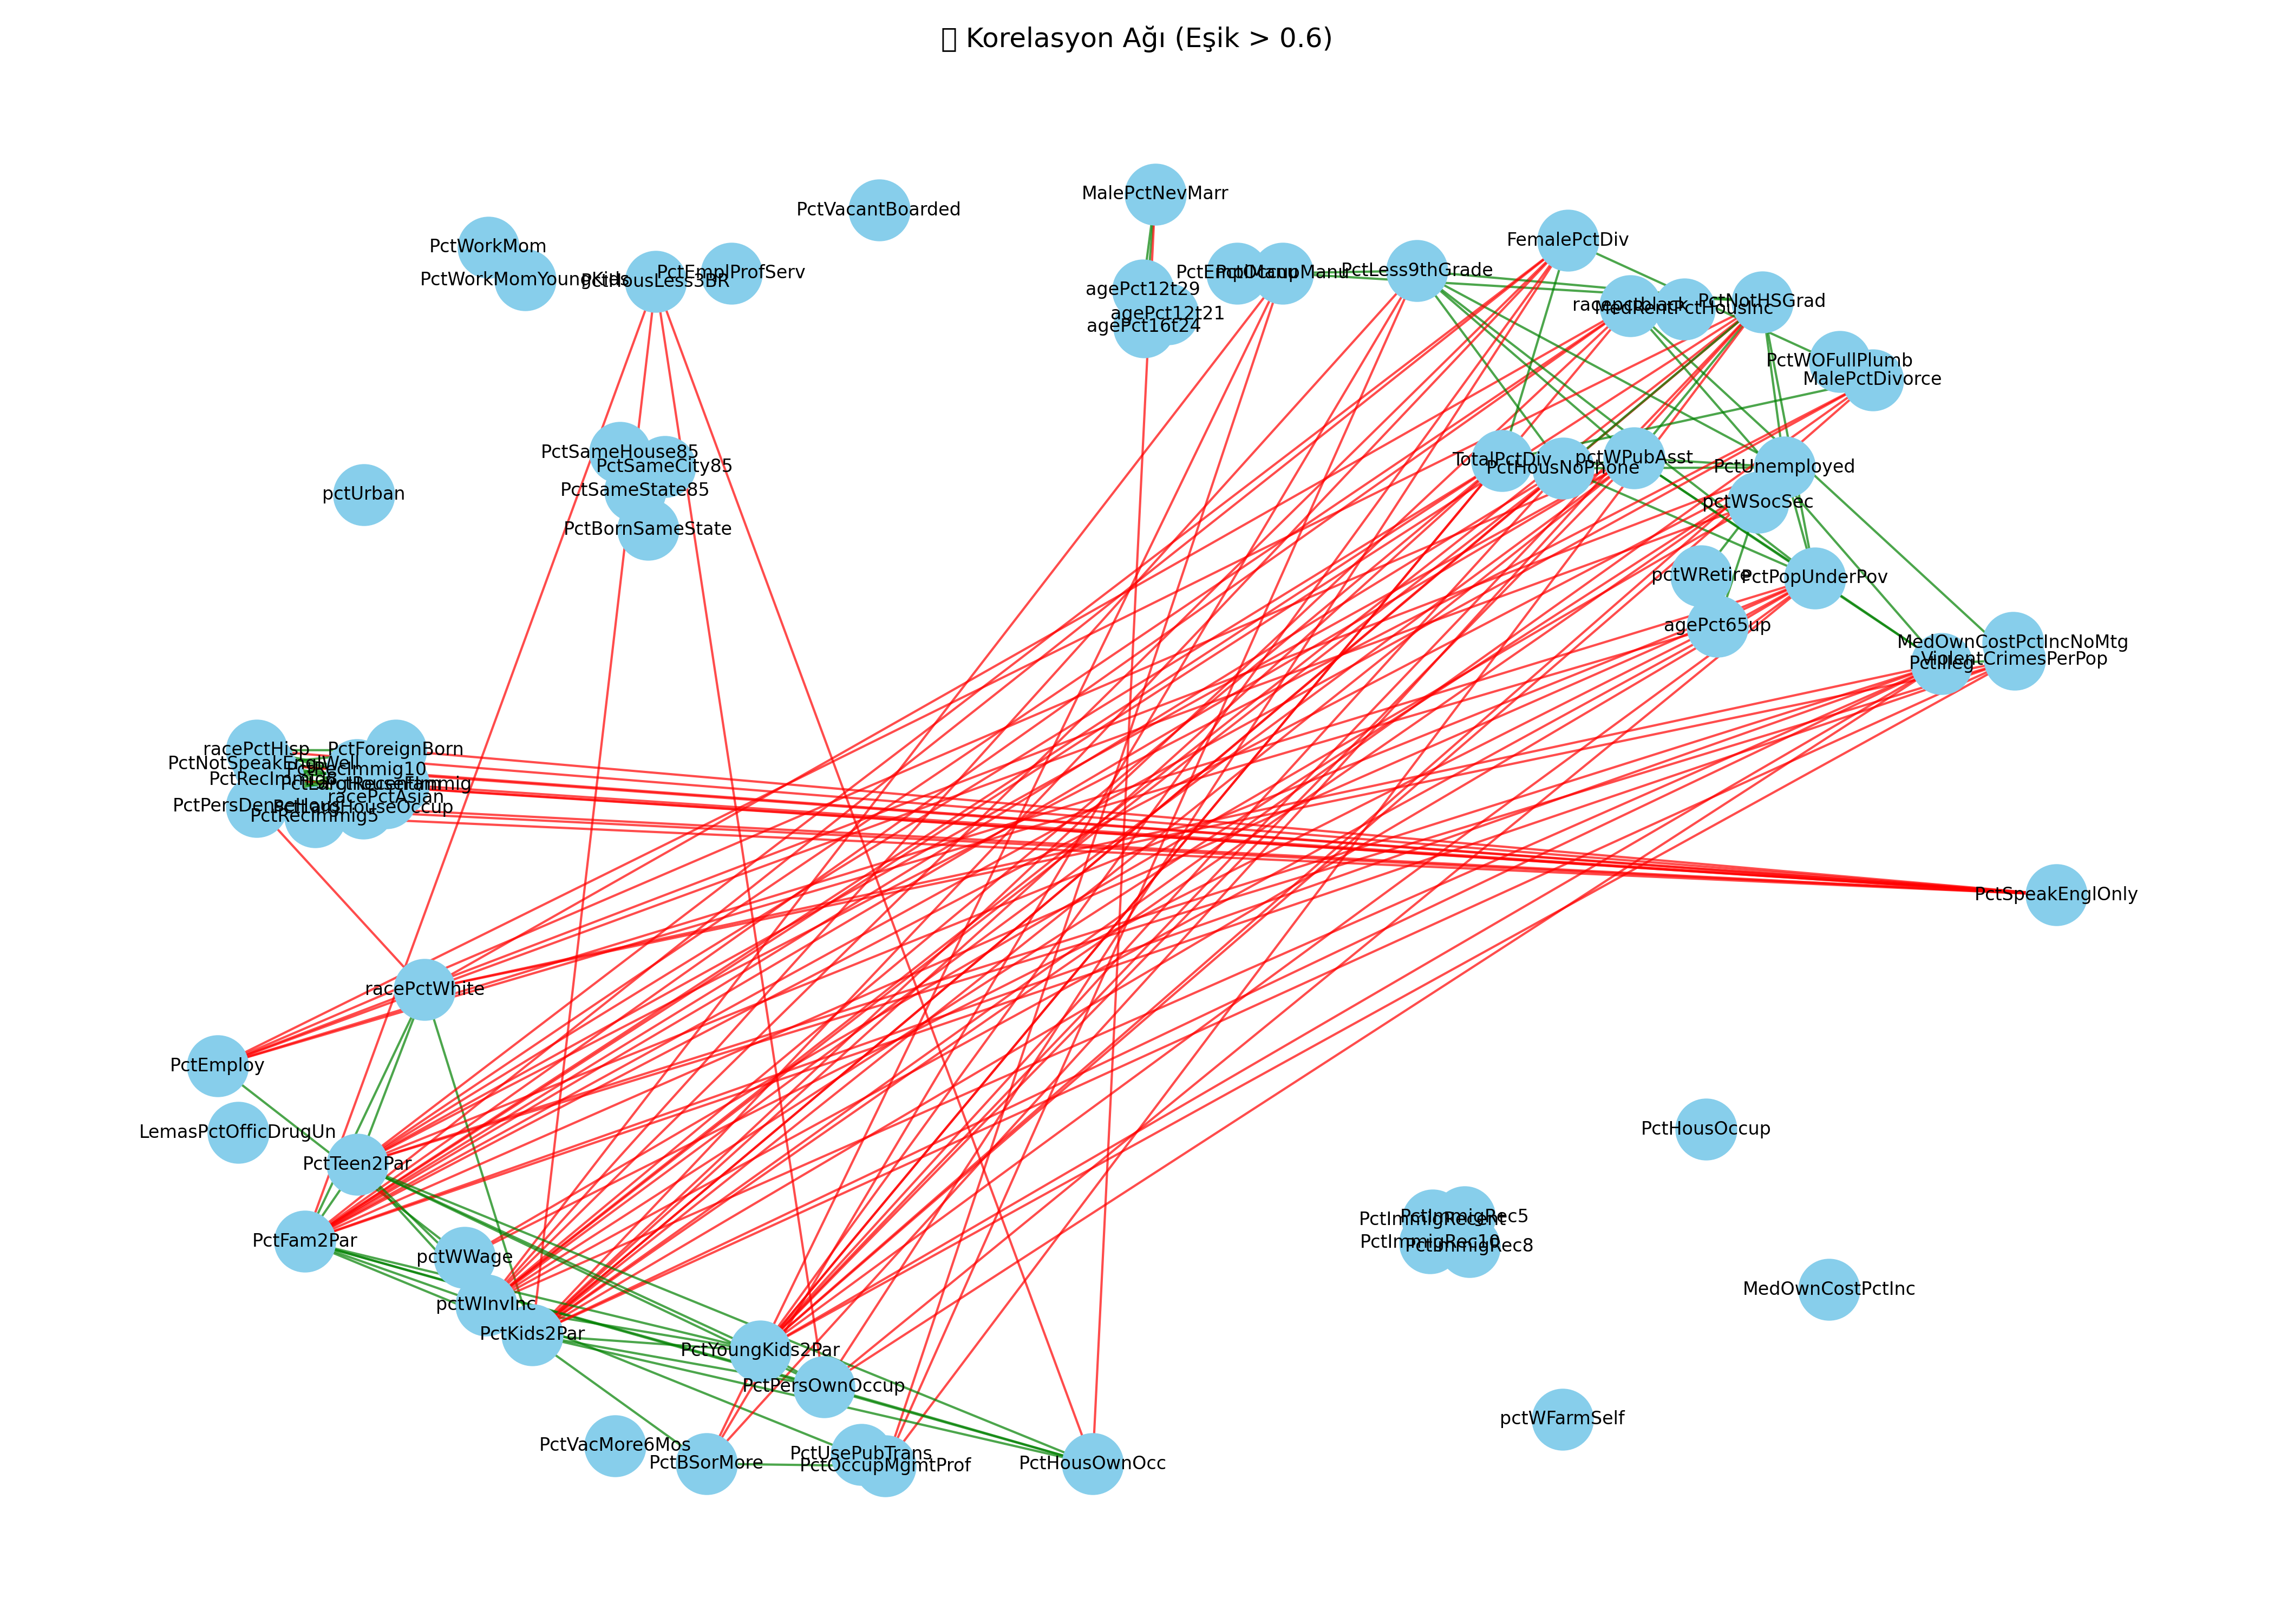 Korelasyon Ağı (Eşik > 0.6)
MalePctNevMarr
PctVacantBoarded
FemalePctDiv
PctWorkMom
PctWorkMomYoungKids
PctHousLess3BR
PctEmplProfServ
agePct12t29
agePct12t21
agePct16t24
PctEmplManu
PctOccupManu
PctLess9thGrade
racepctblack
MedRentPctHousInc
PctNotHSGrad
PctWOFullPlumb
MalePctDivorce
PctSameHouse85
PctSameCity85
PctSameState85
PctBornSameState
pctUrban
TotalPctDiv
PctHousNoPhone
pctWPubAsst
PctUnemployed
pctWSocSec
pctWRetire
PctPopUnderPov
agePct65up
MedOwnCostPctIncNoMtg
ViolentCrimesPerPop
PctIlleg
racePctHisp
PctForeignBorn
PctNotSpeakEnglWell
PctRecImmig10
PctRecImmig8
racePctAsian
PctLargHouseOccup
PctRecImmig5
PctSpeakEnglOnly
racePctWhite
PctEmploy
LemasPctOfficDrugUn
PctTeen2Par
PctFam2Par
pctWWage
pctWInvInc
PctKids2Par
PctYoungKids2Par
PctPersOwnOccup
PctVacMore6Mos
PctBSorMore
PctUsePubTrans
PctOccupMgmtProf
PctHousOwnOcc
PctHousOccup
PctImmigRec5
PctImmigRecent
PctImmigRec10
PctImmigRec8
MedOwnCostPctInc
pctWFarmSelf